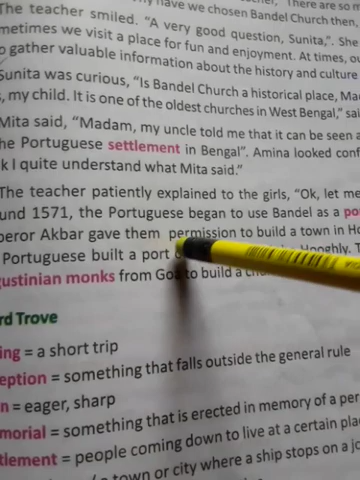 have we chosen Bandel Church then,
The teacher smiled. "A very good question, Sunita,". She
metimes we visit a place for fun and enjoyment. At times, ou
gather valuable information about the history and culture
Sunita was curious, "Is Bandel Church a historical place, Mad
, my child. It is one of the oldest churches in West Bengal," sai
Mita said, "Madam, my uncle told me that it can be seen a
he Portuguese settlement in Bengal". Amina looked conf
k I quite understand what Mita said."
The teacher patiently explained to the girls, "Ok, let me
und 1571, the Portuguese began to use Bandel as a po
peror Akbar gave them permission to build a town in Ho
Portuguese built a port Hooghly. T
gustinian monks from Goa to build a
rd Trove
ing = a short trip
eption = something that falls outside the general rule
n = eager, sharp
morial = something that is erected in memory of a per
tlement = people coming down to live at a certain pla
town or city where a ship stops on a jo